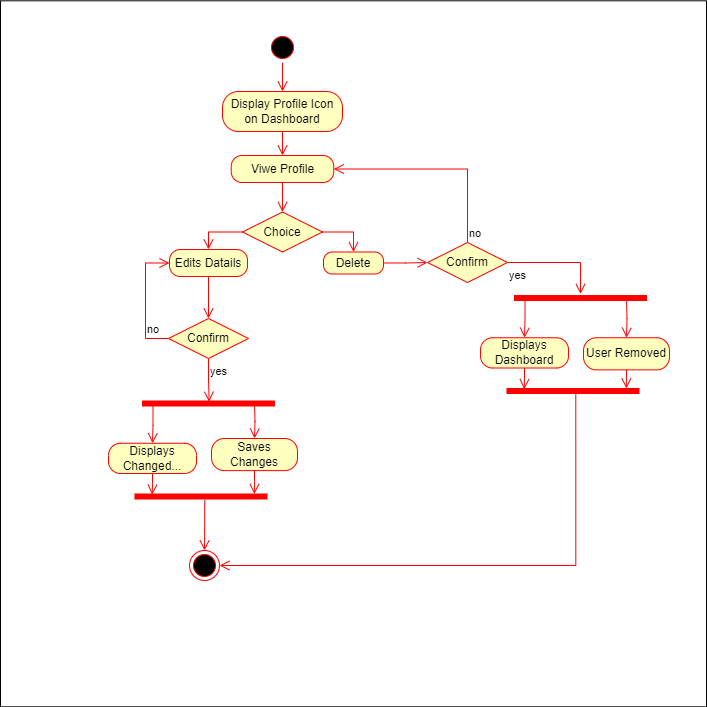 Display Profile Icon
on Dashboard
Viwe Profile
Choice
no
Edits Datails
Delete
Confirm
yes
no
Confirm
yes
Displays
Dashboard
User Removed
Displays
Changed...
Saves
Changes